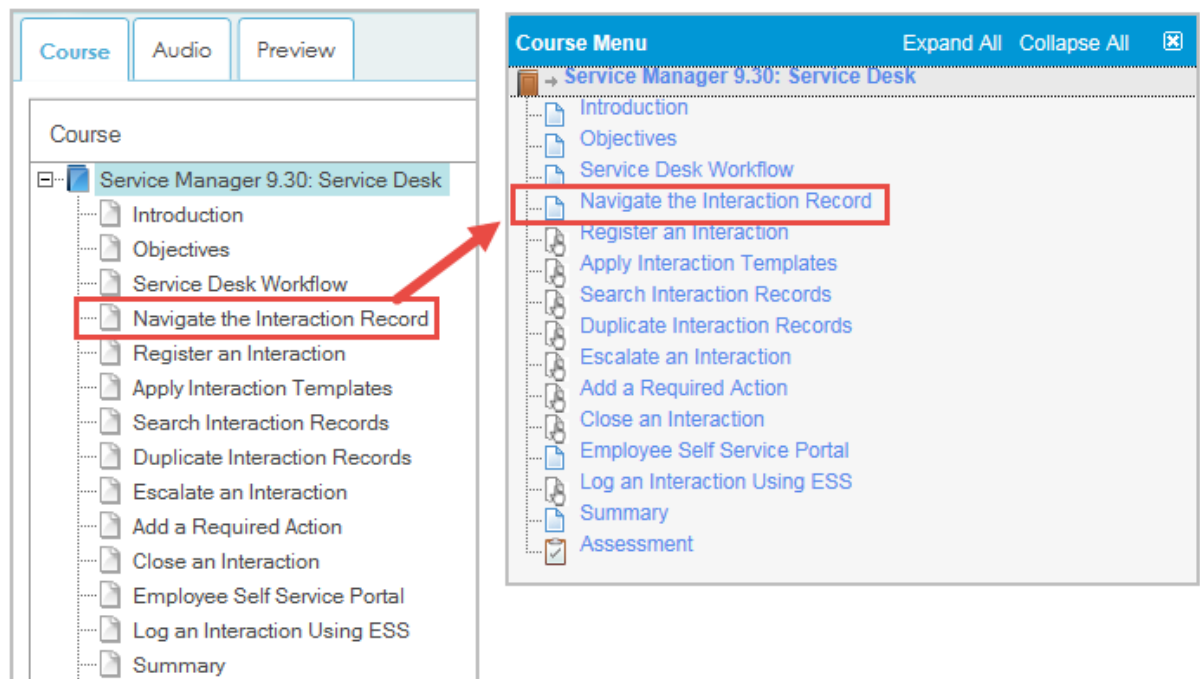 Course Audio Preview
Course
Service Manager 9.30: Service Desk
Introduction
Objectives
Service Desk Workflow
Navigate the Interaction Record
Register an Interaction
Apply Interaction Templates
Search Interaction Records
Duplicate Interaction Records
Escalate an Interaction
Add a Required Action
Close an Interaction
Employee Self Service Portal
Log an Interaction Using ESS
Summary
Course Menu Expand All Collapse All
Service Manager 9.30: Service Desk
Introduction
Objectives
Service Desk Workflow
Navigate the Interaction Record
Register an Interaction
Apply Interaction Templates
Search Interaction Records
Duplicate Interaction Records
Escalate an Interaction
Add a Required Action
Close an Interaction
Employee Self Service Portal
Log an Interaction Using ESS
Summary
Assessment